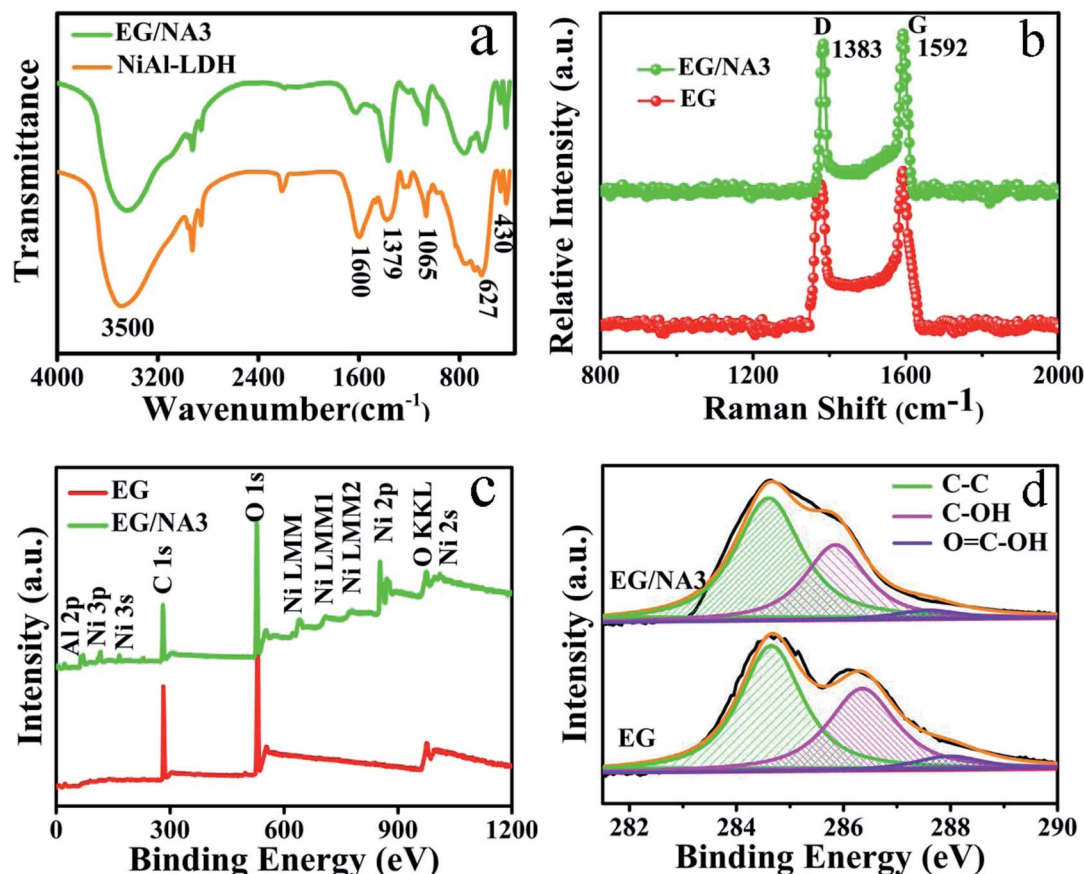 a
EG/NA3
NiAl-LDH
Transmittance
3500
1600
1379
1065
627
430
4000 3200 2400 1600 800
Wavenumber(cm-1)
b
D
1383
G
1592
EG/NA3
EG
Relative Intensity (a.u.)
800 1200 1600 2000
Raman Shift (cm-1)
c
EG
EG/NA3
Intensity (a.u.)
Al 2p
Ni 3p
Ni 3s
C 1s
O 1s
Ni LMM
Ni LMM1
Ni LMM2
Ni 2p
O KKL
Ni 2s
0 300 600 900 1200
Binding Energy (eV)
d
C-C
C-OH
O=C-OH
EG/NA3
EG
Intensity (a.u.)
282 284 286 288 290
Binding Energy (eV)